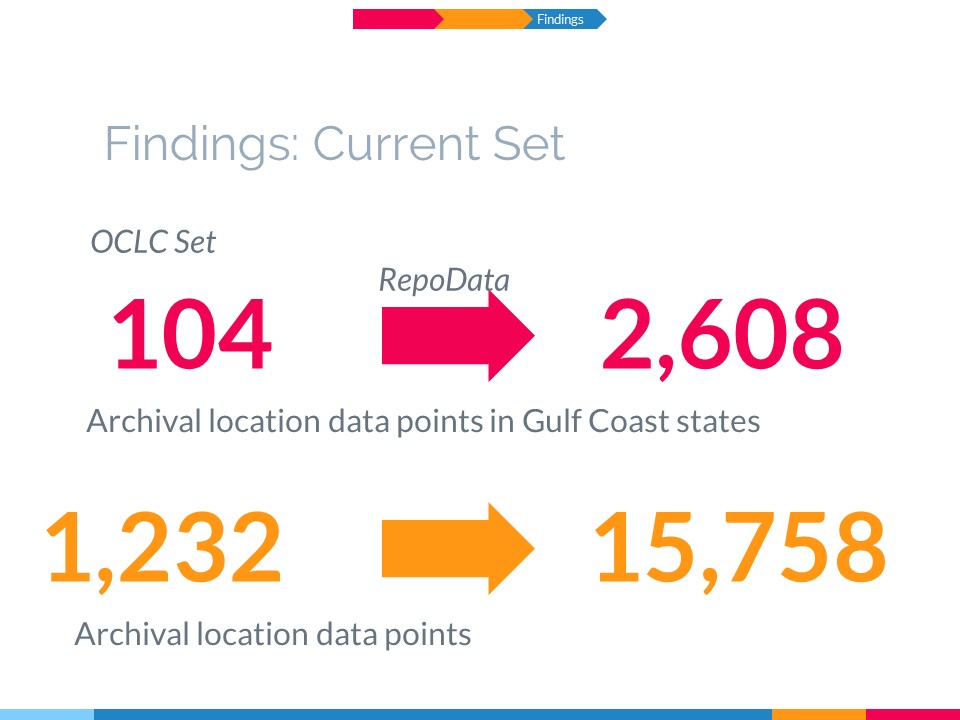 Findings
Findings: Current Set
OCLC Set
RepoData
104
2,608
Archival location data points in Gulf Coast states
1,232
15,758
Archival location data points